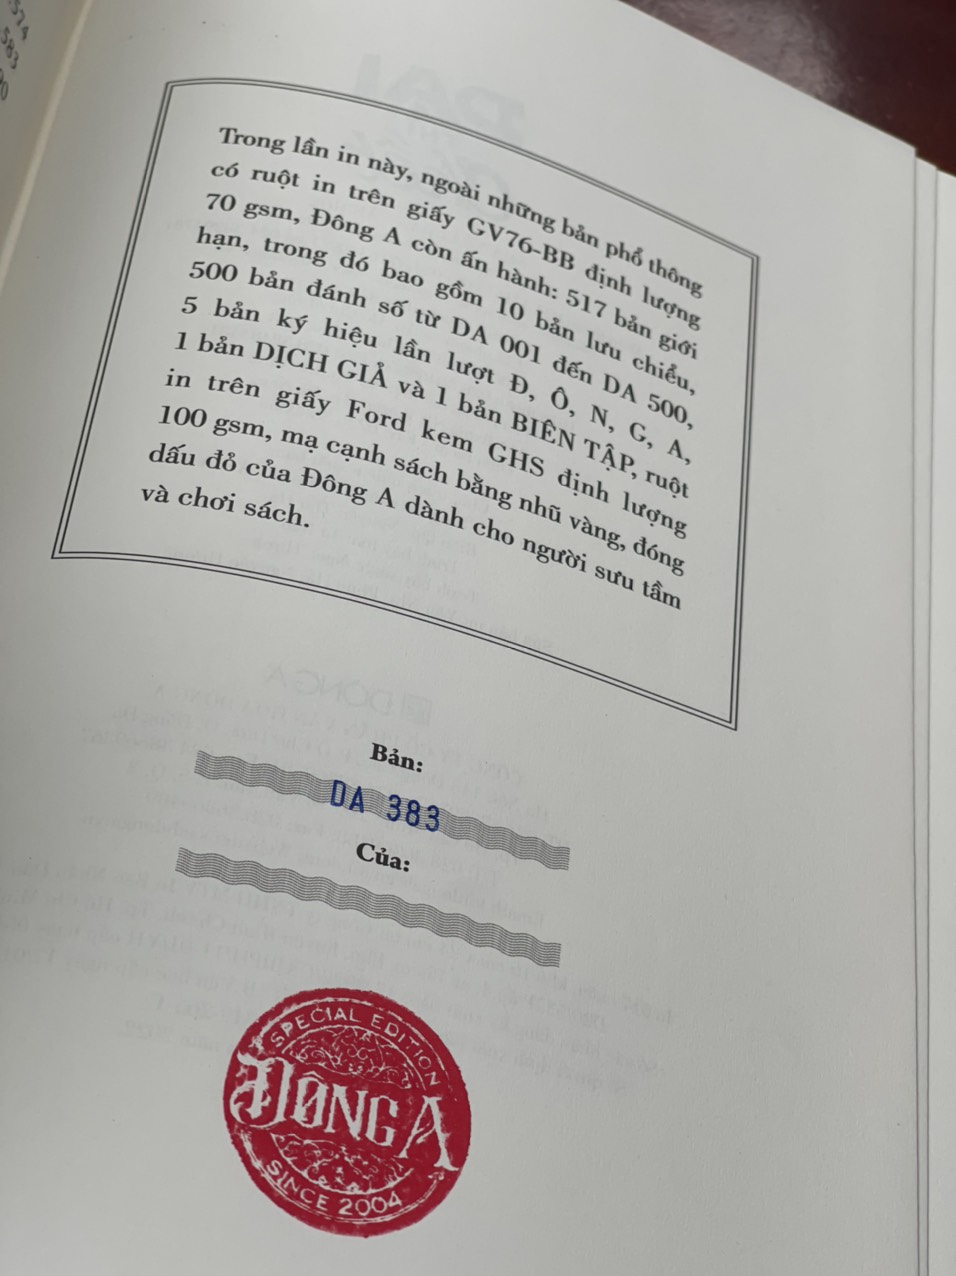 574
583
Trong lần in này, ngoài những bản phổ thông
có ruột in trên giấy GV76-BB định lượng
70 gsm, Đông A còn ấn hành: 517 bản giới
hạn, trong đó bao gồm 10 bản lưu chiểu,
500 bản đánh số từ DA 001 đến DA 500,
5 bản ký hiệu lần lượt Đ, Ô, N, G, A,
1 bản DỊCH GIẢ và 1 bản BIÊN TẬP, ruột
in trên giấy Ford kem GHS định lượng
100 gsm, mạ cạnh sách bằng nhũ vàng, đóng
dấu đỏ của Đông A dành cho người sưu tầm
và chơi sách.
Bản:
DA 383
Của:
SPECIAL EDITION
ĐÔNG A
SINCE 2004